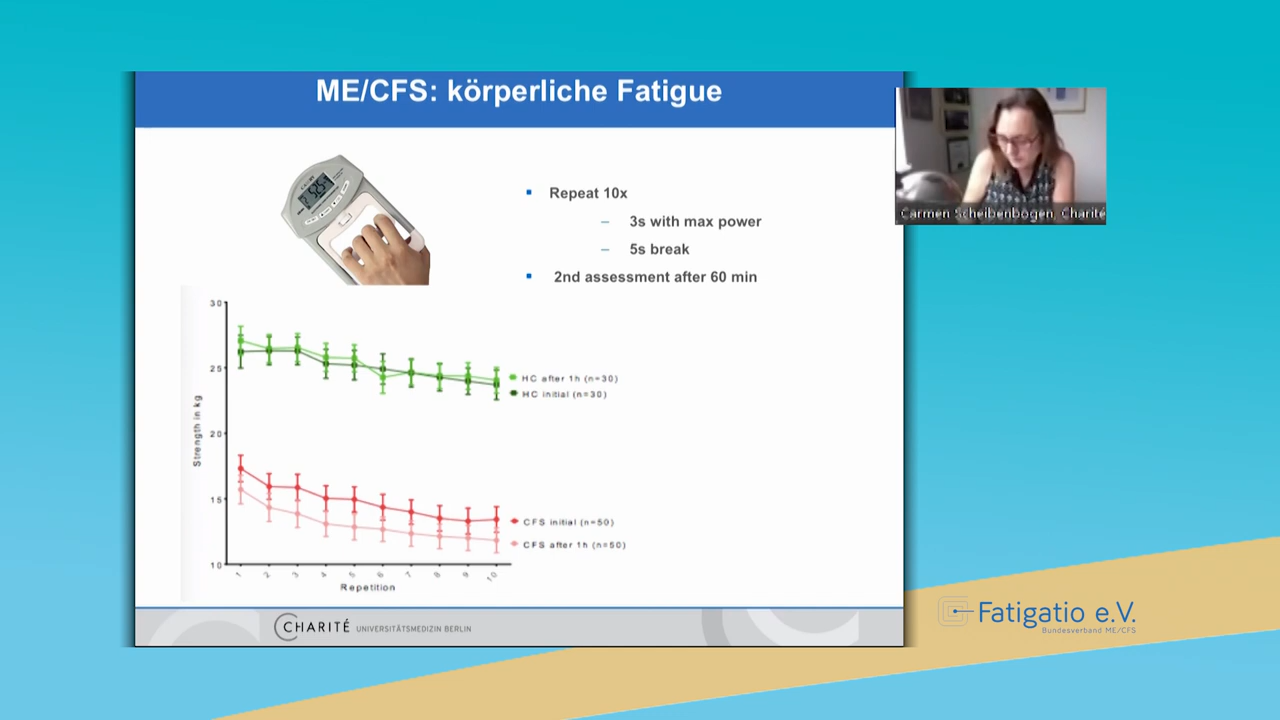 ME/CFS: körperliche Fatigue
Carmen Scheibenbogen, Charité
Repeat 10x
– 3s with max power
– 5s break
2nd assessment after 60 min
30
25
20
15
10
Strength in kg
HC after 1h (n=30)
HC initial (n=30)
CFS initial (n=50)
CFS after 1h (n=50)
1 2 3 4 5 6 7 8 9 10
Repetition
CHARITÉ UNIVERSITÄTSMEDIZIN BERLIN
Fatigatio e.V.
Bundesverband ME/CFS